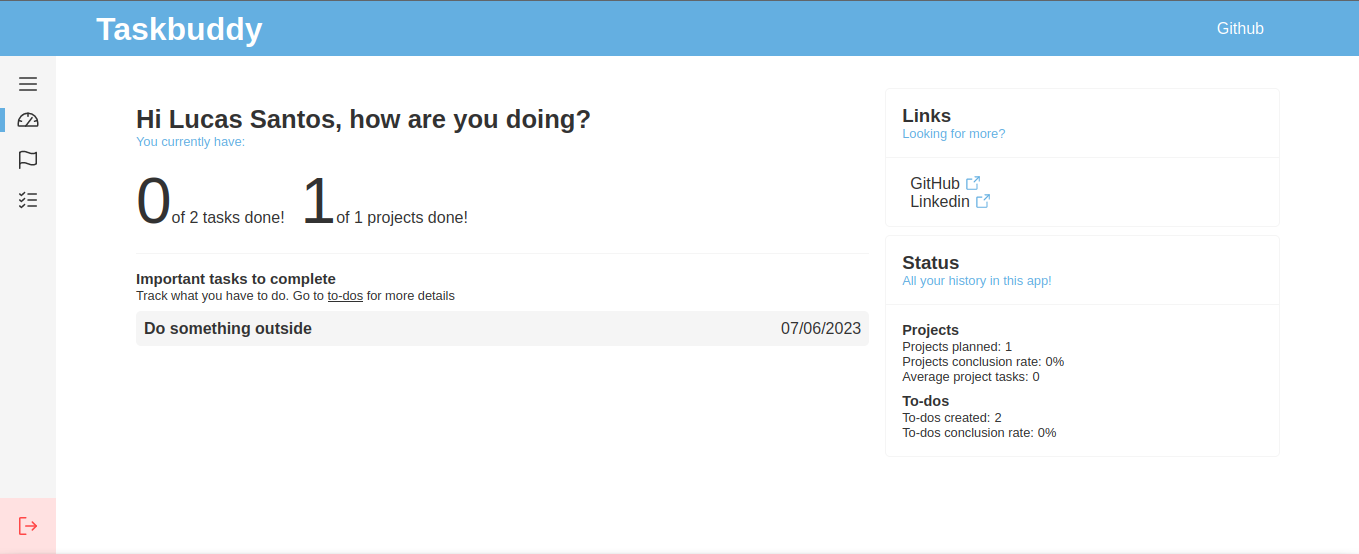 Taskbuddy
Github
Hi Lucas Santos, how are you doing?
You currently have:
0 of 2 tasks done! 1 of 1 projects done!
Important tasks to complete
Track what you have to do. Go to to-dos for more details
Do something outside 07/06/2023
Links
Looking for more?
GitHub
Linkedin
Status
All your history in this app!
Projects
Projects planned: 1
Projects conclusion rate: 0%
Average project tasks: 0
To-dos
To-dos created: 2
To-dos conclusion rate: 0%